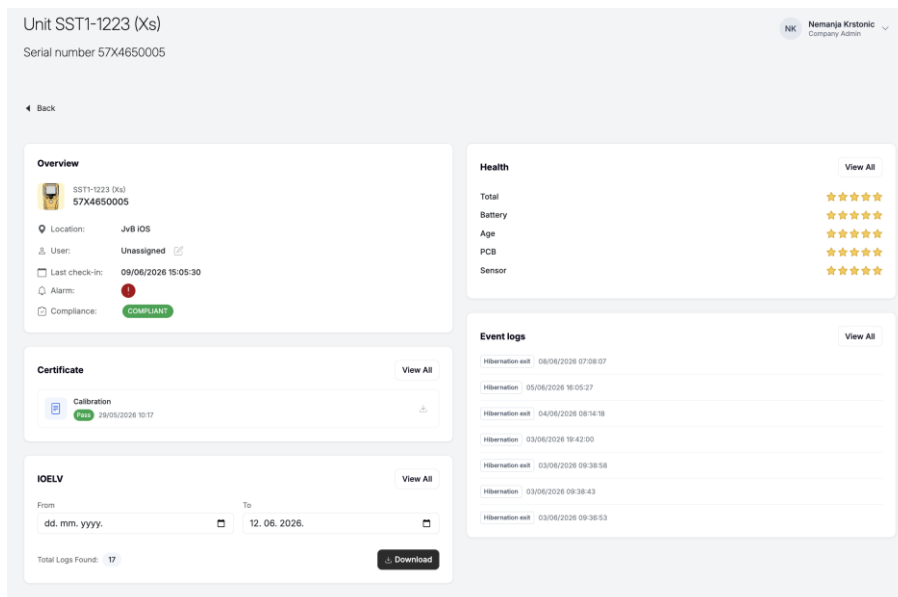 Unit SST1-1223 (Xs)
Serial number 57X4650005
NK
Nemanja Krstonic
Company Admin
Back
Overview
SST1-1223 (Xs)
57X4650005
Location: JvB iOS
User: Unassigned
Last check-in: 09/06/2026 15:05:30
Alarm: !
Compliance: COMPLIANT
Certificate View All
Calibration
Pass 29/05/2026 10:17
IOELV View All
From To
dd. mm. yyyy. 12. 06. 2026.
Total Logs Found: 17 Download
Health View All
Total
Battery
Age
PCB
Sensor
Event logs View All
Hibernation exit 08/06/2026 07:08:07
Hibernation 05/06/2026 16:05:27
Hibernation exit 04/06/2026 08:14:18
Hibernation 03/06/2026 19:42:00
Hibernation exit 03/06/2026 09:38:58
Hibernation 03/06/2026 09:38:43
Hibernation exit 03/06/2026 09:36:53